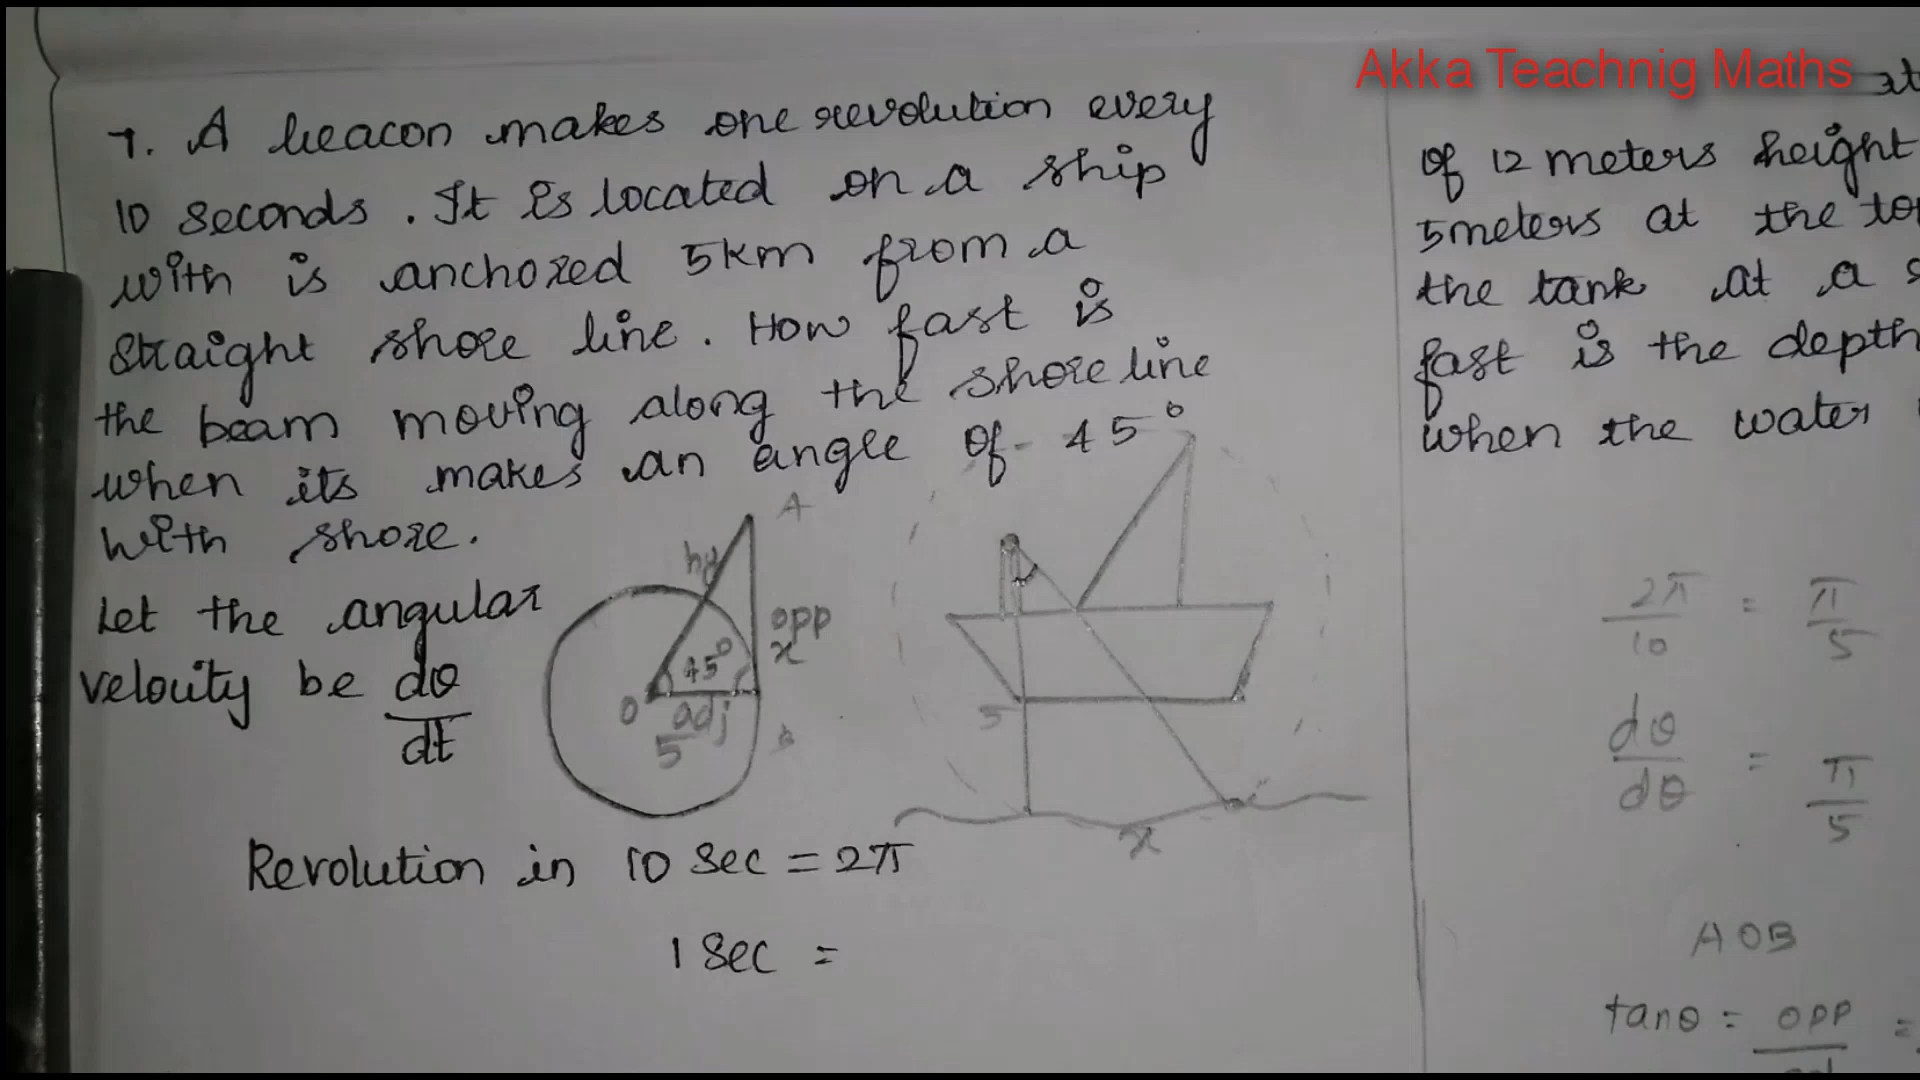 Akka Teachnig Maths
7. A beacon makes one revolution every
10 seconds. It is located on a ship
with is anchored 5km from a
straight shore line. How fast is
the beam moving along the shore line
when its makes an angle of 45°
with shore.
Let the angular
velouity be dθ
dt
A
hy
opp
x
45°
O adj
5
5
x
Revolution in 10 sec = 2π
1 sec =
of 12 meters height
5meters at the
the tank at a
fast is the depth
when the water
2π = π
10 5
dθ = π
dθ 5
AOB
tanθ = opp =